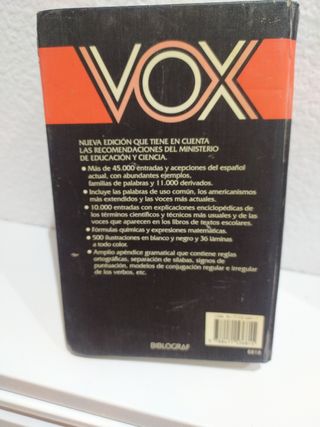 VOX
NUEVA EDICIÓN QUE TIENE EN CUENTA
LAS RECOMENDACIONES DEL MINISTERIO
DE EDUCACIÓN Y CIENCIA.
• Más de 45.000 entradas y acepciones del español
actual, con abundantes ejemplos,
familias de palabras y 11.000 derivados.
• Incluye las palabras de uso común, los americanismos
más extendidos y las voces más actuales.
• 10.000 entradas con explicaciones enciclopédicas de
los términos científicos y técnicos más usuales y de las
voces que aparecen en los libros de textos escolares.
• Fórmulas químicas y expresiones matemáticas.
• 500 ilustraciones en blanco y negro y 36 láminas
a todo color.
• Amplio apéndice gramatical que contiene reglas
ortográficas, separación de sílabas, signos de
puntuación, modelos de conjugación regular e irregular
de los verbos, etc.
BIBLOGRAF